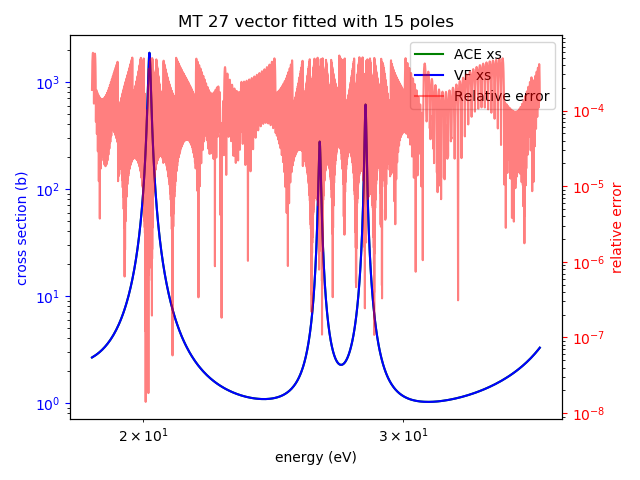 MT 27 vector fitted with 15 poles
ACE xs
VF xs
Relative error
cross section (b)
10³
10²
10¹
10⁰
relative error
10⁻⁴
10⁻⁵
10⁻⁶
10⁻⁷
10⁻⁸
2 × 10¹
3 × 10¹
energy (eV)